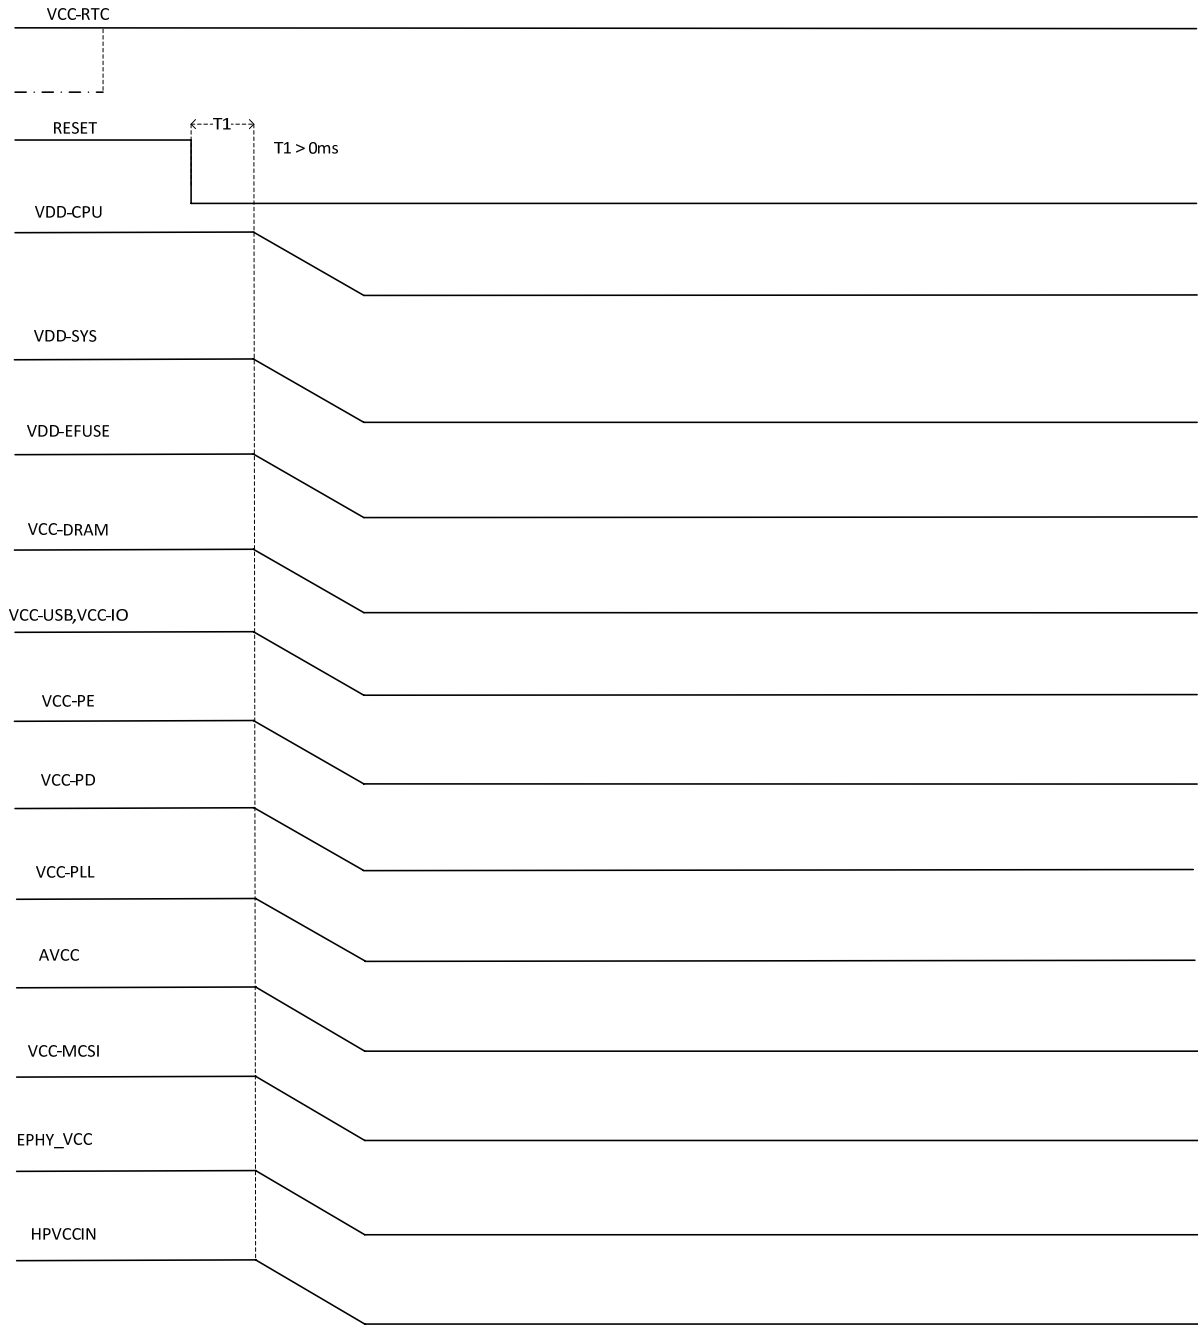 VCC-RTC
RESET
T1
T1 > 0ms
VDD-CPU
VDD-SYS
VDD-EFUSE
VCC-DRAM
VCC-USB,VCC-IO
VCC-PE
VCC-PD
VCC-PLL
AVCC
VCC-MCSI
EPHY_VCC
HPVCCIN